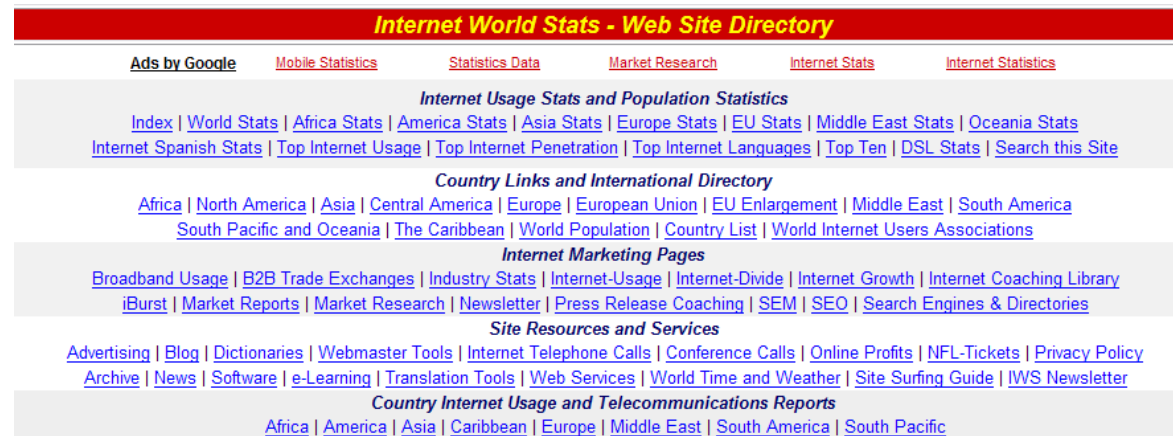 Internet World Stats - Web Site Directory
Ads by Google Mobile Statistics Statistics Data Market Research Internet Stats Internet Statistics
Internet Usage Stats and Population Statistics
Index | World Stats | Africa Stats | America Stats | Asia Stats | Europe Stats | EU Stats | Middle East Stats | Oceania Stats
Internet Spanish Stats | Top Internet Usage | Top Internet Penetration | Top Internet Languages | Top Ten | DSL Stats | Search this Site
Country Links and International Directory
Africa | North America | Asia | Central America | Europe | European Union | EU Enlargement | Middle East | South America
South Pacific and Oceania | The Caribbean | World Population | Country List | World Internet Users Associations
Internet Marketing Pages
Broadband Usage | B2B Trade Exchanges | Industry Stats | Internet-Usage | Internet-Divide | Internet Growth | Internet Coaching Library
iBurst | Market Reports | Market Research | Newsletter | Press Release Coaching | SEM | SEO | Search Engines & Directories
Site Resources and Services
Advertising | Blog | Dictionaries | Webmaster Tools | Internet Telephone Calls | Conference Calls | Online Profits | NFL-Tickets | Privacy Policy
Archive | News | Software | e-Learning | Translation Tools | Web Services | World Time and Weather | Site Surfing Guide | IWS Newsletter
Country Internet Usage and Telecommunications Reports
Africa | America | Asia | Caribbean | Europe | Middle East | South America | South Pacific